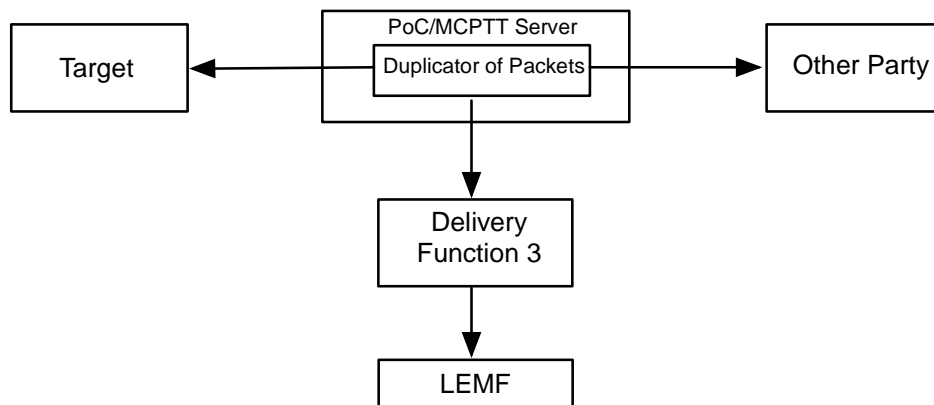 PoC/MCPTT Server
Target
Duplicator of Packets
Other Party
Delivery
Function 3
LEMF